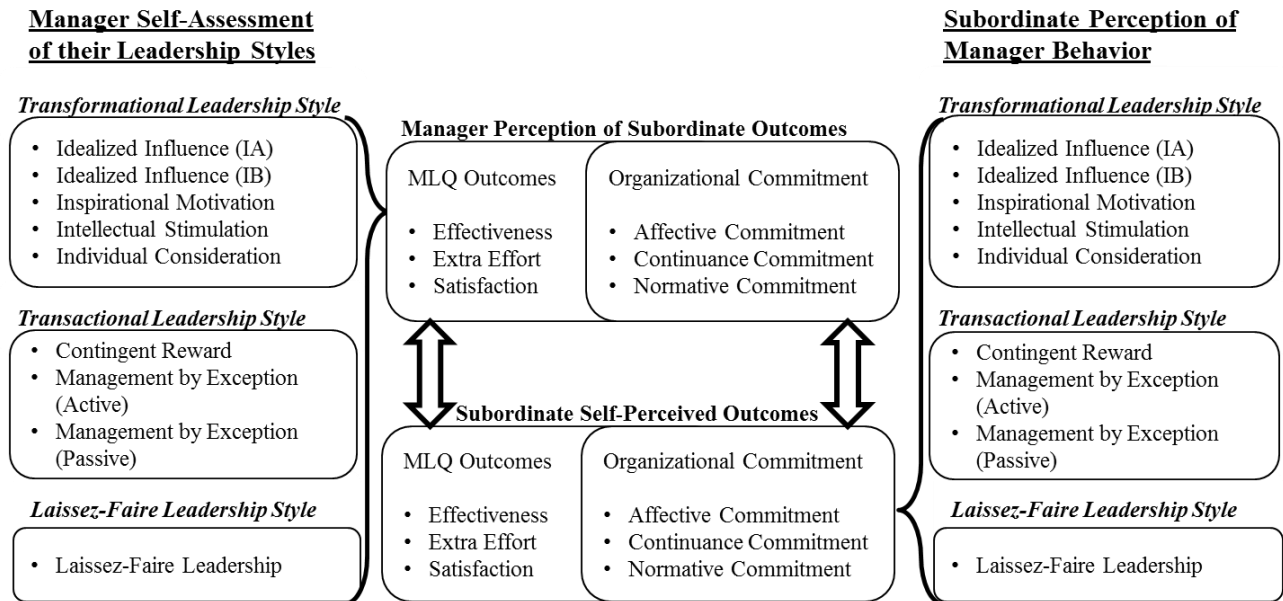 Manager Self-Assessment
of their Leadership Styles
Transformational Leadership Style
• Idealized Influence (IA)
• Idealized Influence (IB)
• Inspirational Motivation
• Intellectual Stimulation
• Individual Consideration
Transactional Leadership Style
• Contingent Reward
• Management by Exception
(Active)
• Management by Exception
(Passive)
Laissez-Faire Leadership Style
• Laissez-Faire Leadership
Manager Perception of Subordinate Outcomes
MLQ Outcomes
• Effectiveness
• Extra Effort
• Satisfaction
Organizational Commitment
• Affective Commitment
• Continuance Commitment
• Normative Commitment
Subordinate Self-Perceived Outcomes
MLQ Outcomes
• Effectiveness
• Extra Effort
• Satisfaction
Organizational Commitment
• Affective Commitment
• Continuance Commitment
• Normative Commitment
Subordinate Perception of
Manager Behavior
Transformational Leadership Style
• Idealized Influence (IA)
• Idealized Influence (IB)
• Inspirational Motivation
• Intellectual Stimulation
• Individual Consideration
Transactional Leadership Style
• Contingent Reward
• Management by Exception
(Active)
• Management by Exception
(Passive)
Laissez-Faire Leadership Style
• Laissez-Faire Leadership